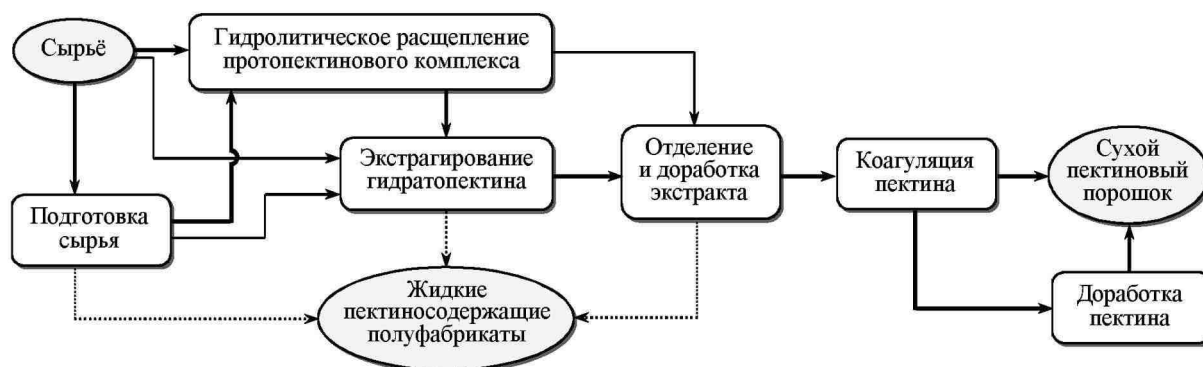 Сырьё
Гидролитическое расщепление
протопектинового комплекса
Экстрагирование
гидратопектина
Отделение
и доработка
экстракта
Коагуляция
пектина
Сухой
пектиновый
порошок
Подготовка
сырья
Жидкие
пектиносодержащие
полуфабрикаты
Доработка
пектина